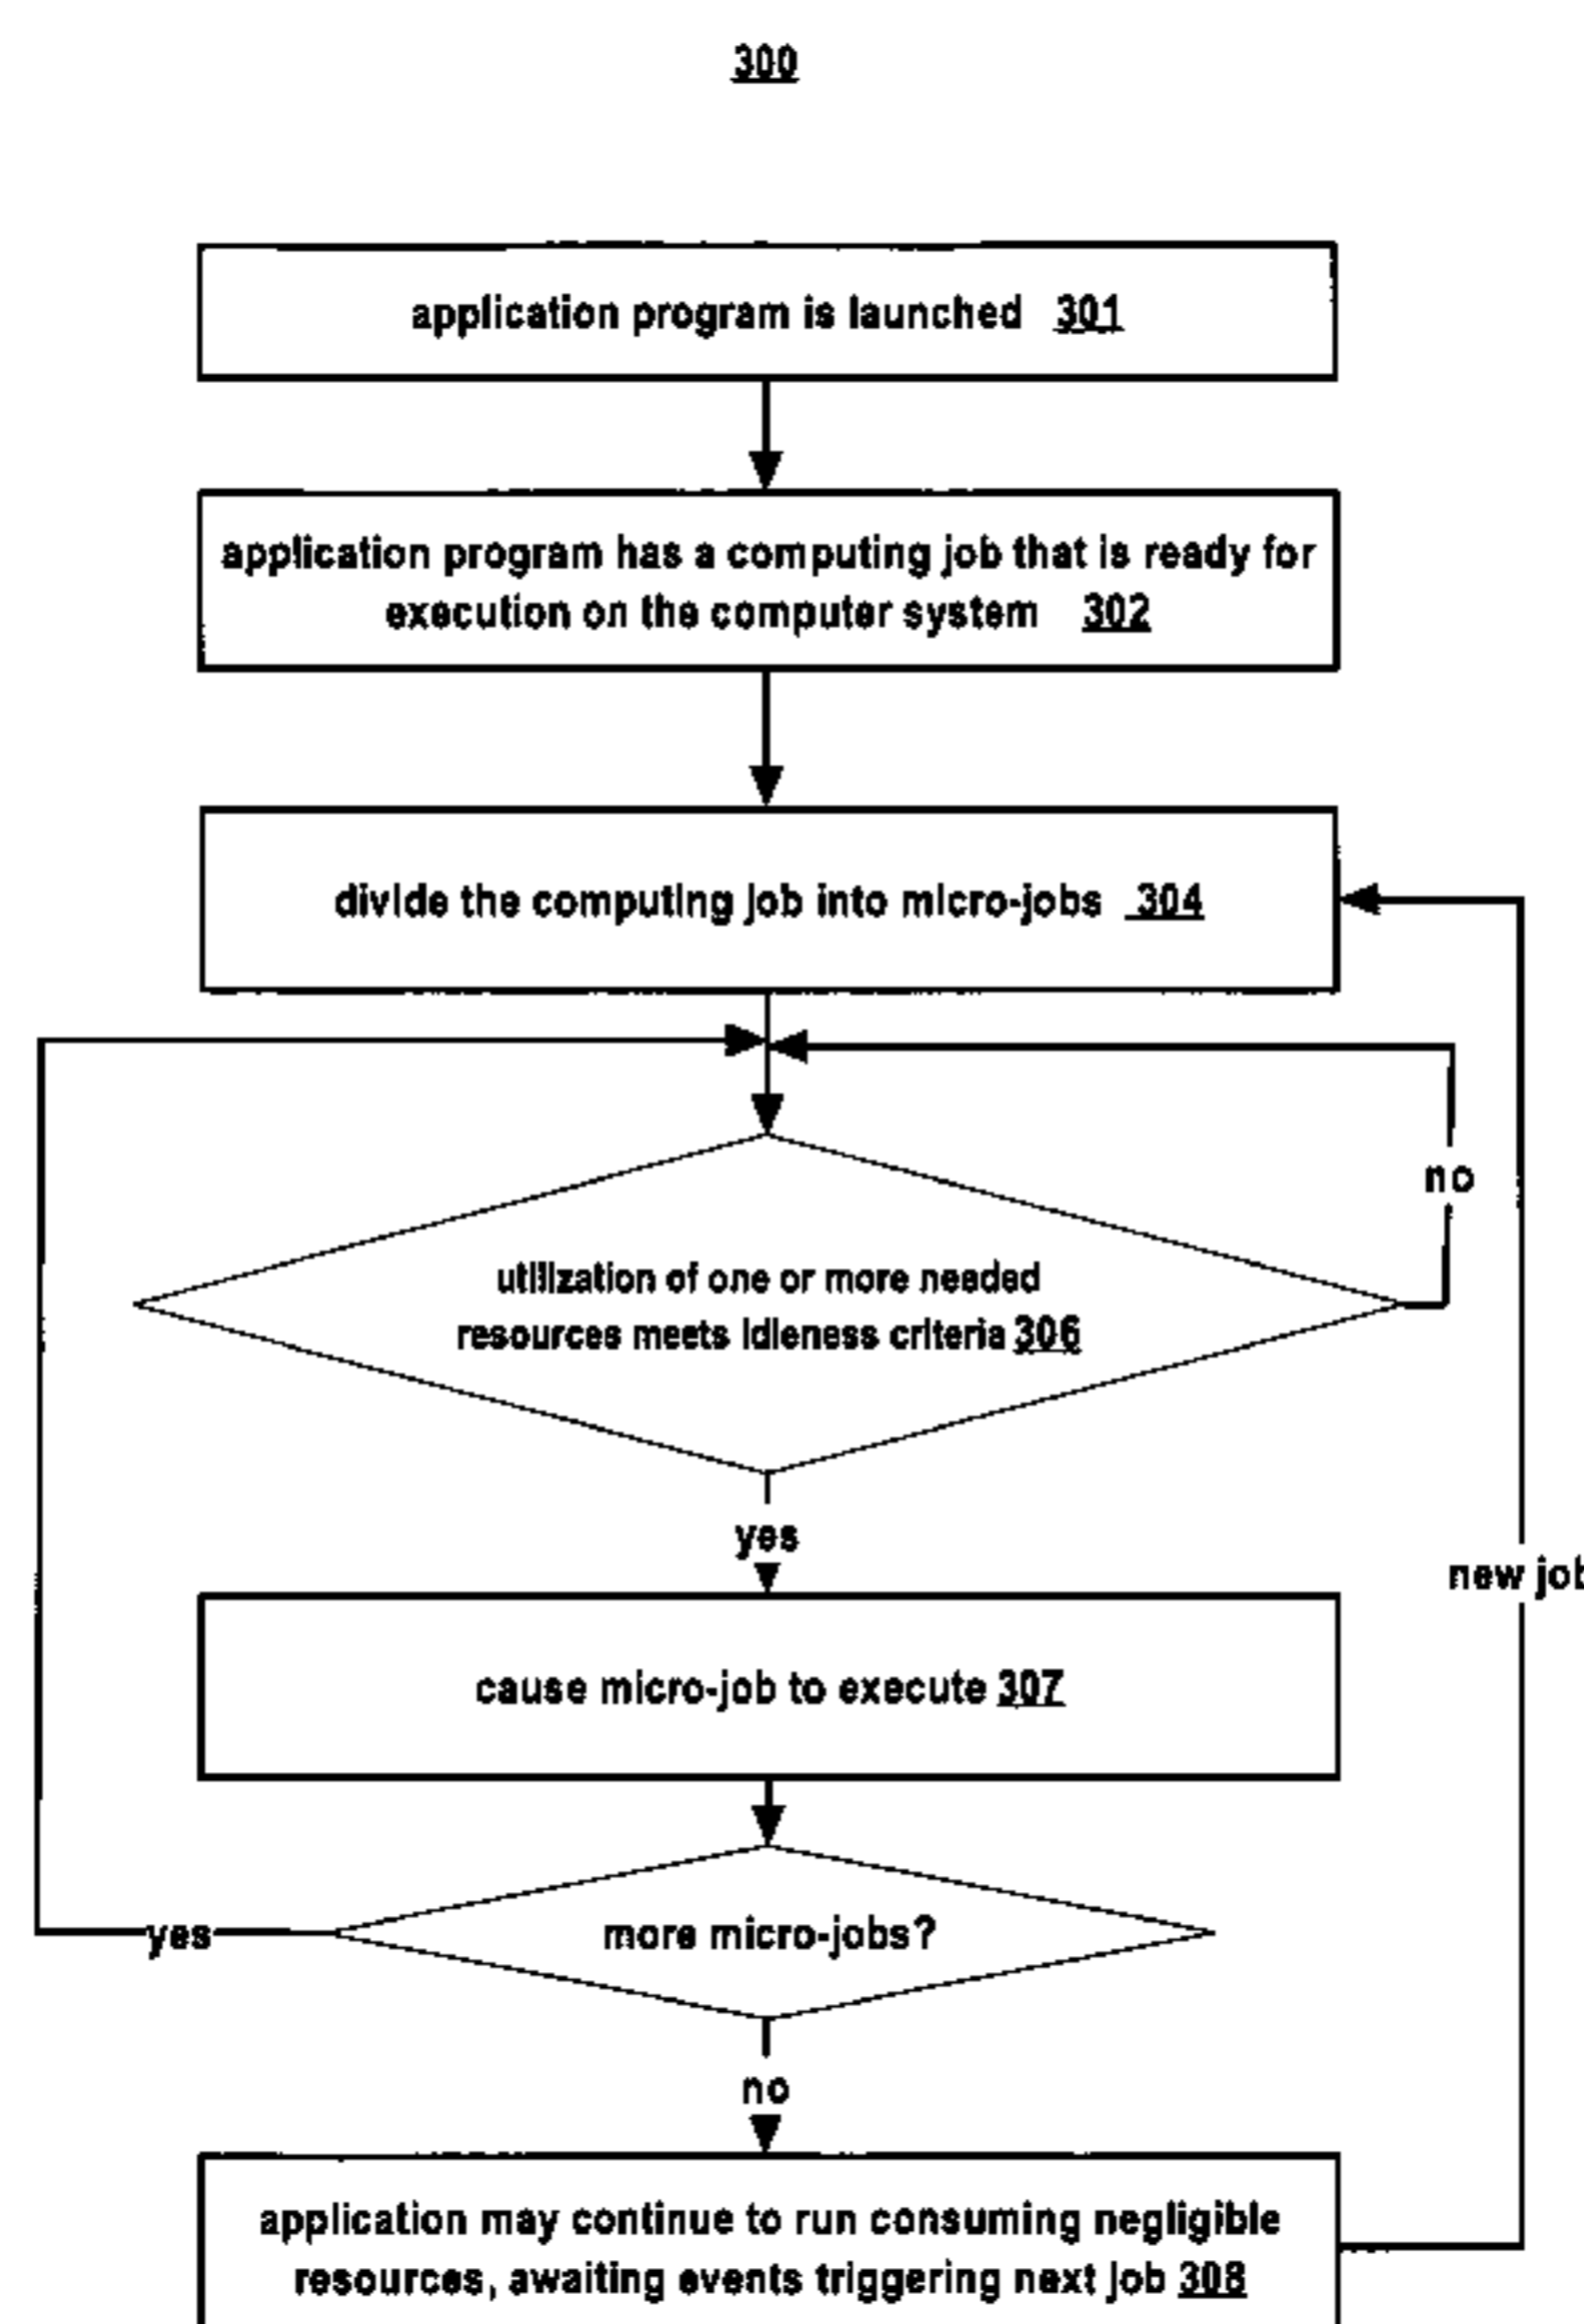 300
application program is launched 301
application program has a computing job that is ready for
execution on the computer system 302
divide the computing job into micro-jobs 304
no
utilization of one or more needed
resources meets idleness criteria 306
yes
new job
cause micro-job to execute 307
more micro-jobs?
yes
no
application may continue to run consuming negligible
resources, awaiting events triggering next job 308